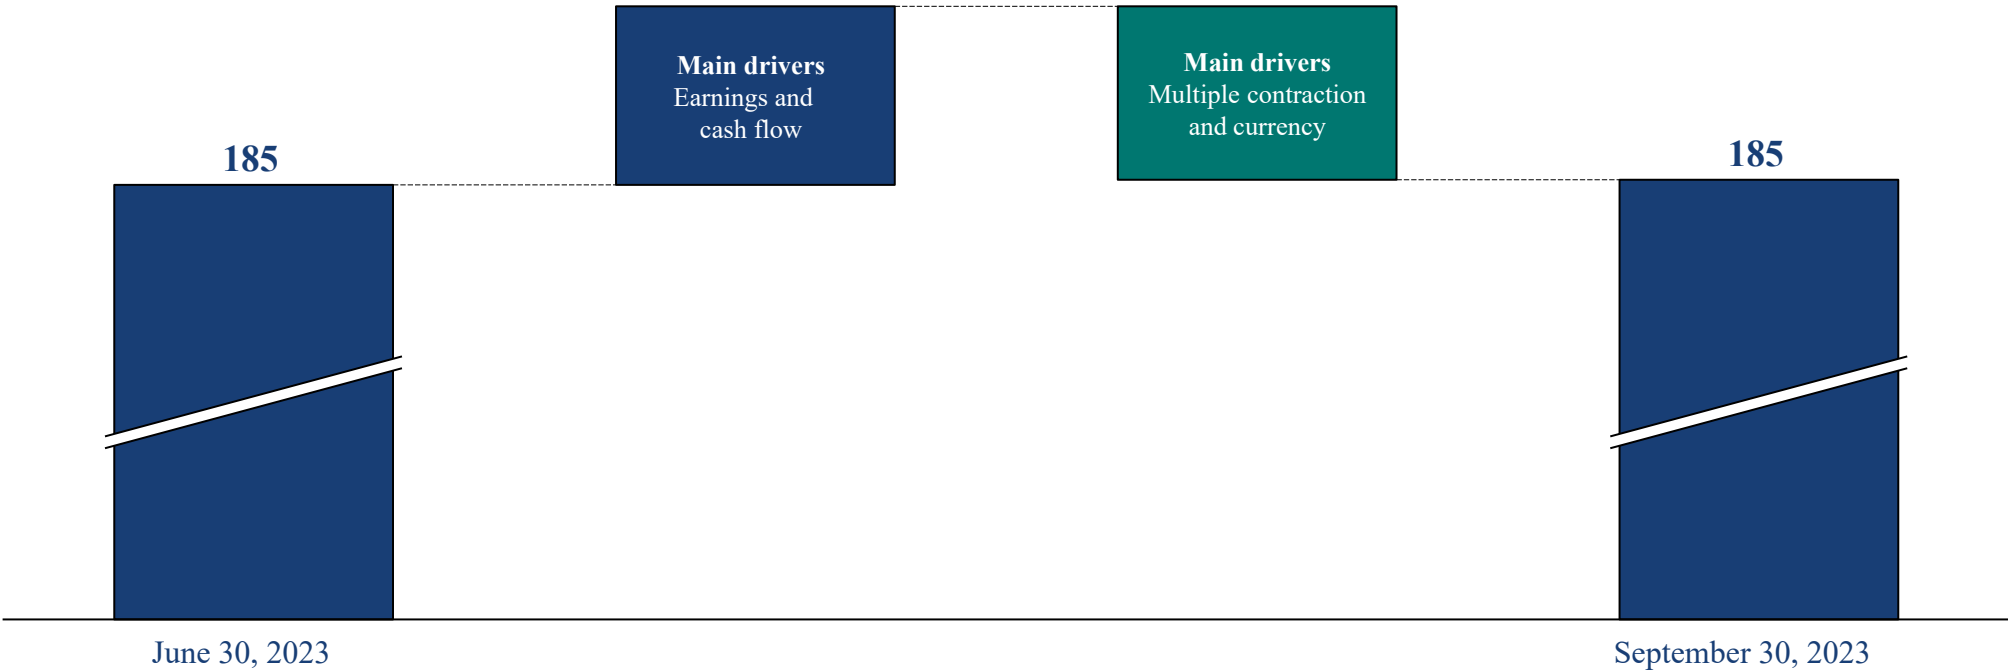 Main drivers
Earnings and
cash flow
Main drivers
Multiple contraction
and currency
185
185
June 30, 2023
September 30, 2023